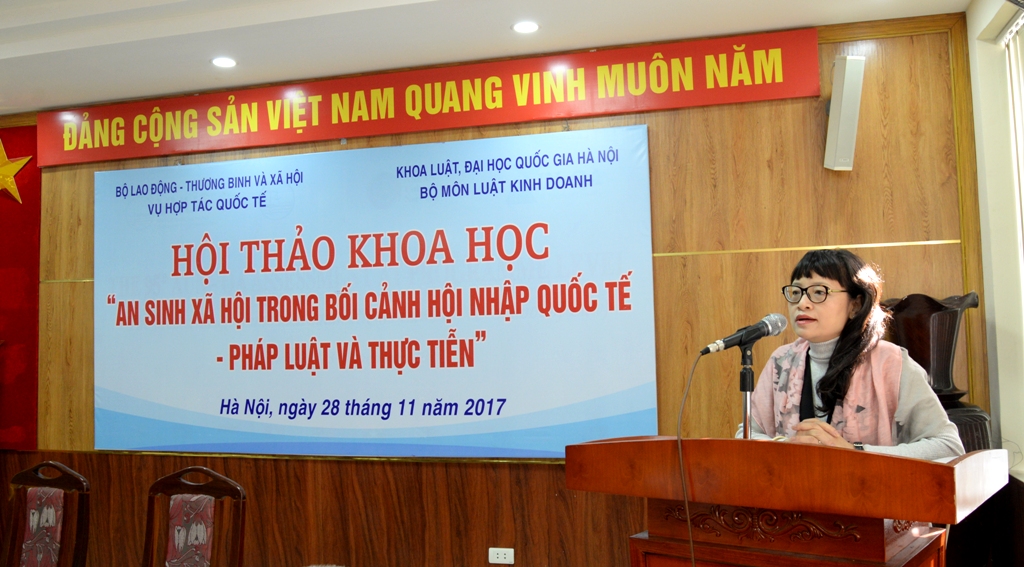 ĐẢNG CỘNG SẢN VIỆT NAM QUANG VINH MUÔN NĂM
BỘ LAO ĐỘNG - THƯƠNG BINH VÀ XÃ HỘI
VỤ HỢP TÁC QUỐC TẾ
KHOA LUẬT, ĐẠI HỌC QUỐC GIA HÀ NỘI
BỘ MÔN LUẬT KINH DOANH
HỘI THẢO KHOA HỌC
“AN SINH XÃ HỘI TRONG BỐI CẢNH HỘI NHẬP QUỐC TẾ
- PHÁP LUẬT VÀ THỰC TIỄN”
Hà Nội, ngày 28 tháng 11 năm 2017